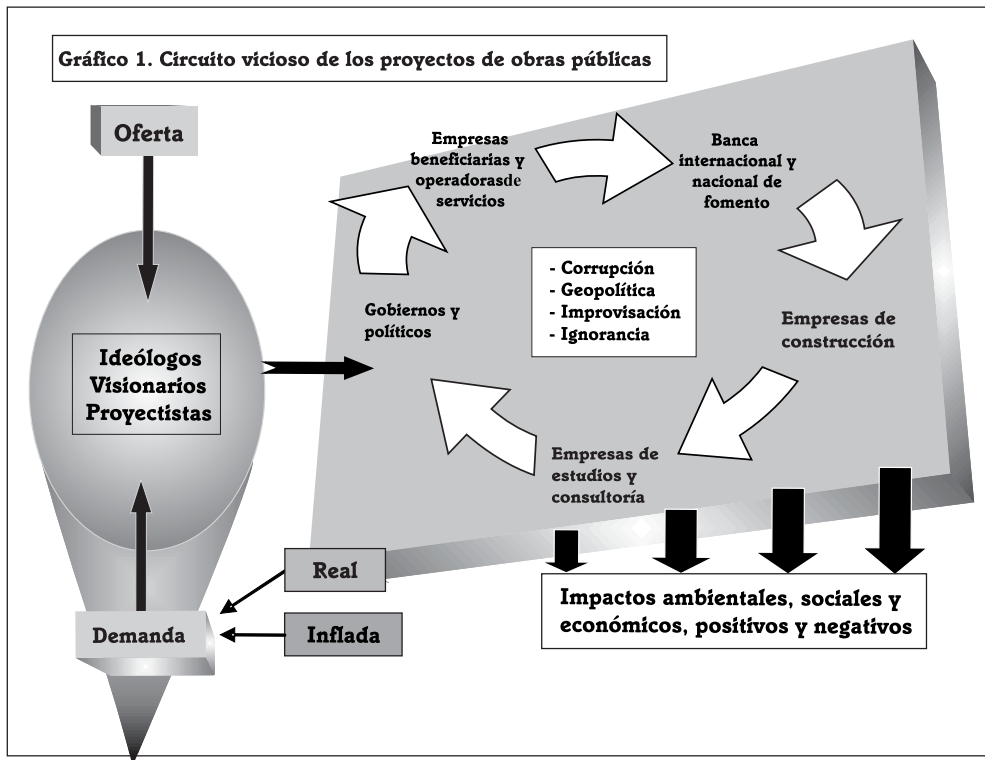 Gráfico 1. Circuito vicioso de los proyectos de obras públicas
Oferta
Ideólogos
Visionarios
Proyectistas
Demanda
Real
Inflada
Gobiernos y
políticos
Empresas
beneficiarias y
operadorasde
servicios
Banca
internacional y
nacional de
fomento
Empresas de
construcción
Empresas de
estudios y
consultoría
- Corrupción
- Geopolítica
- Improvisación
- Ignorancia
Impactos ambientales, sociales y
económicos, positivos y negativos